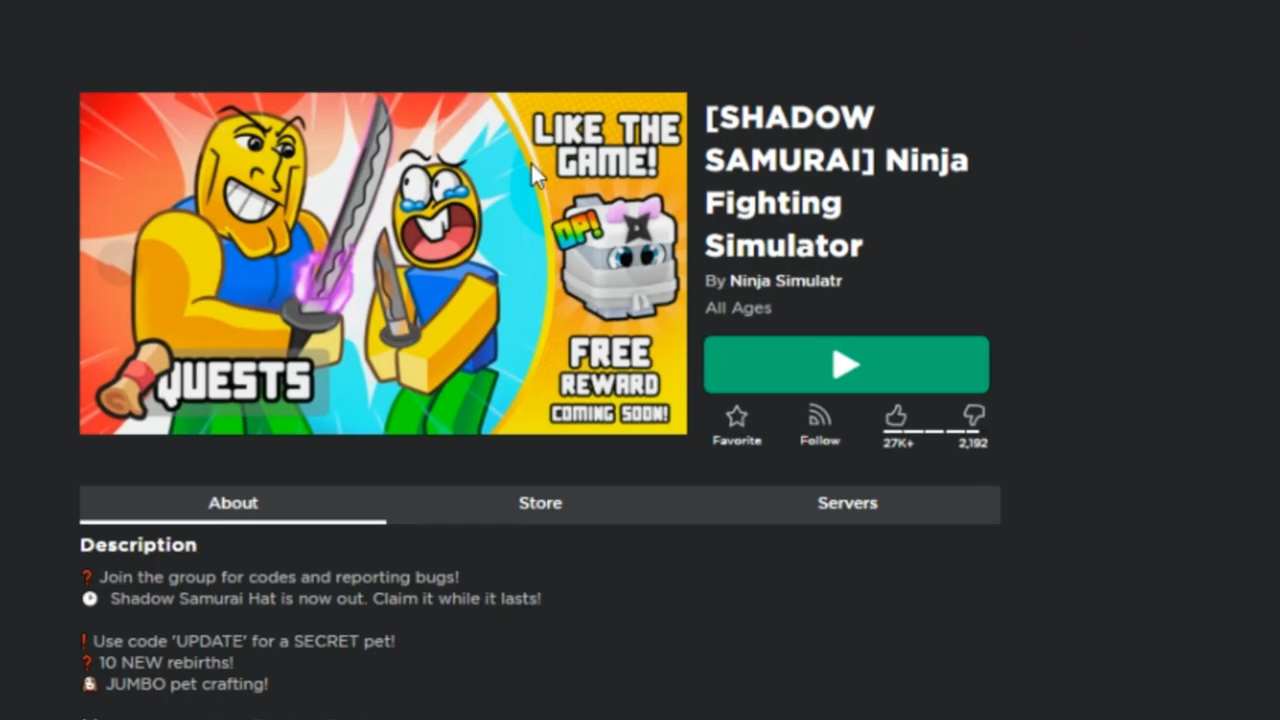 LIKE THE
GAME!
OP!
QUESTS
FREE
REWARD
COMING SOON!
[SHADOW
SAMURAI] Ninja
Fighting
Simulator
By Ninja Simulatr
All Ages
Favorite
Follow
27K+
2,192
About
Store
Servers
Description
❓ Join the group for codes and reporting bugs!
Shadow Samurai Hat is now out. Claim it while it lasts!
❗ Use code 'UPDATE' for a SECRET pet!
❓ 10 NEW rebirths!
JUMBO pet crafting!